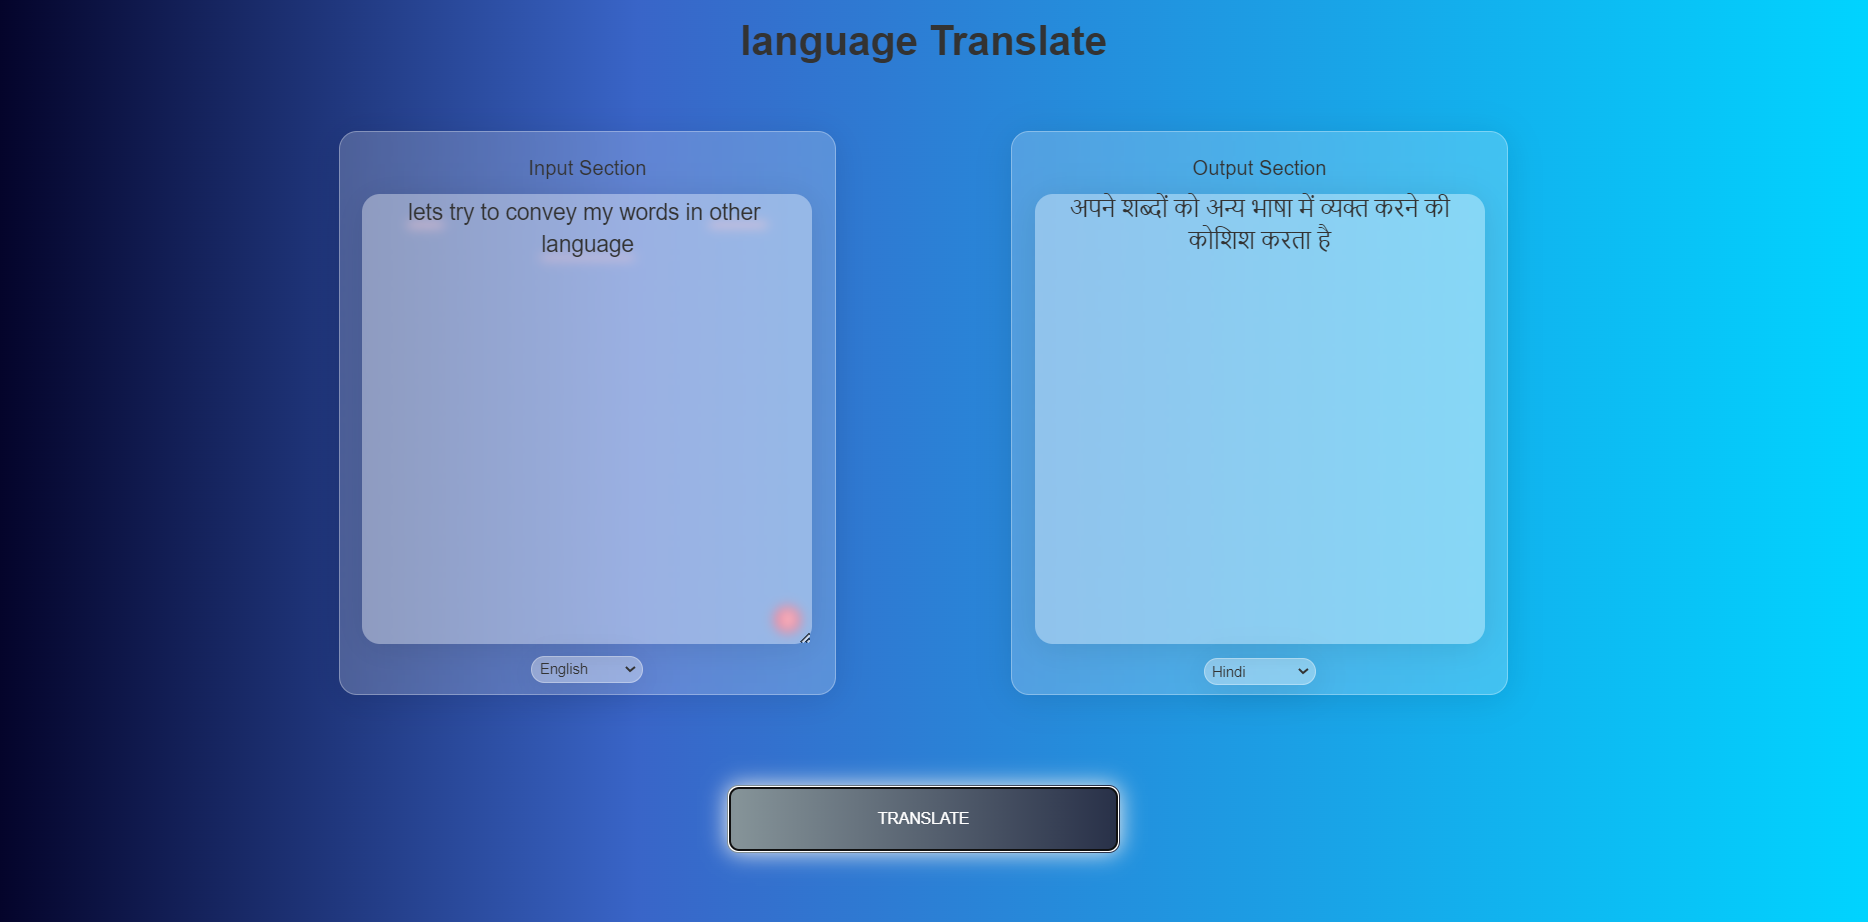 language Translate
Input Section
lets try to convey my words in other
language
English
Output Section
अपने शब्दों को अन्य भाषा में व्यक्त करने की
कोशिश करता है
Hindi
TRANSLATE